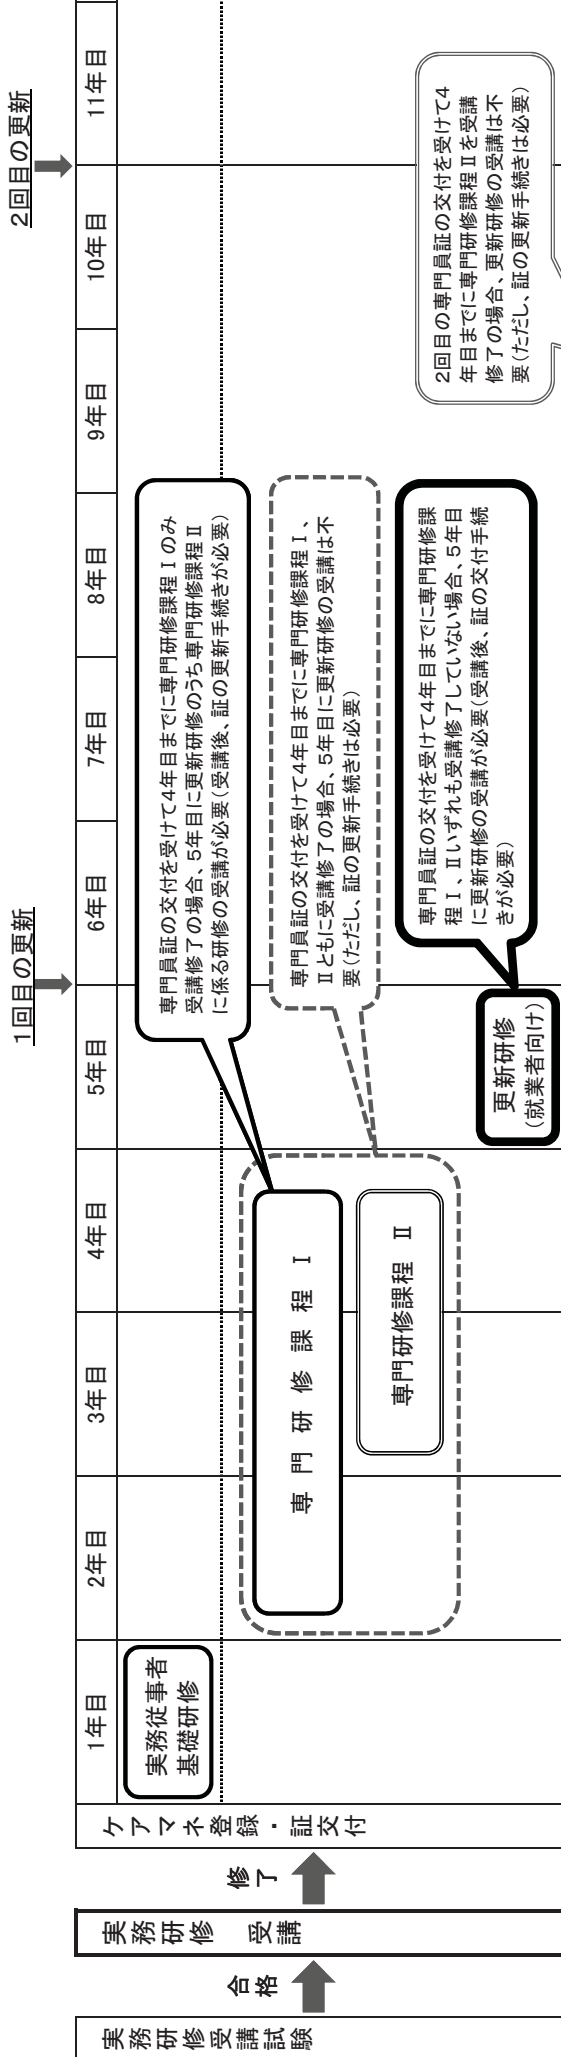 実務研修受講試験
合格
実務研修　受講
修了
ケアマネ登録・証交付
1回目の更新
2回目の更新
1年目
2年目
3年目
4年目
5年目
6年目
7年目
8年目
9年目
10年目
11年目
実務従事者
基礎研修
専門研修課程　Ⅰ
専門研修課程　Ⅱ
更新研修
(就業者向け)
専門員証の交付を受けて4年目までに専門研修課程Ⅰのみ
受講修了の場合、5年目に更新研修のうち専門研修課程Ⅱ
に係る研修の受講が必要(受講後、証の更新手続きが必要)
専門員証の交付を受けて4年目までに専門研修課程Ⅰ、
Ⅱともに受講修了の場合、5年目に更新研修の受講は不
要(ただし、証の更新手続きは必要)
専門員証の交付を受けて4年目までに専門研修課
程Ⅰ、Ⅱいずれも受講修了していない場合、5年目
に更新研修の受講が必要(受講後、証の交付手続
きが必要)
2回目の専門員証の交付を受けて4
年目までに専門研修課程Ⅱを受講
修了の場合、更新研修の受講は不
要(ただし、証の更新手続きは必要)